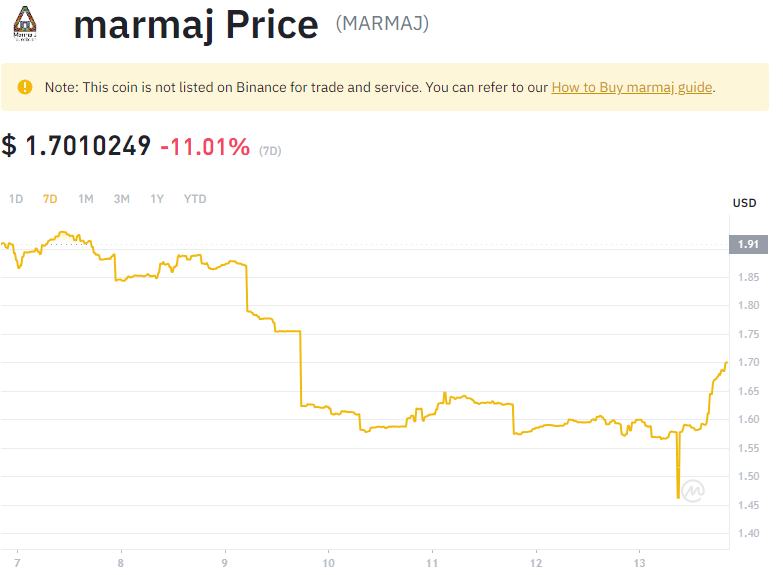 marmaj Price (MARMAJ)
Note: This coin is not listed on Binance for trade and service. You can refer to our How to Buy marmaj guide.
$ 1.7010249 -11.01% (7D)
1D 7D 1M 3M 1Y YTD
USD
1.91
1.85
1.80
1.75
1.70
1.65
1.60
1.55
1.50
1.45
1.40
7 8 9 10 11 12 13